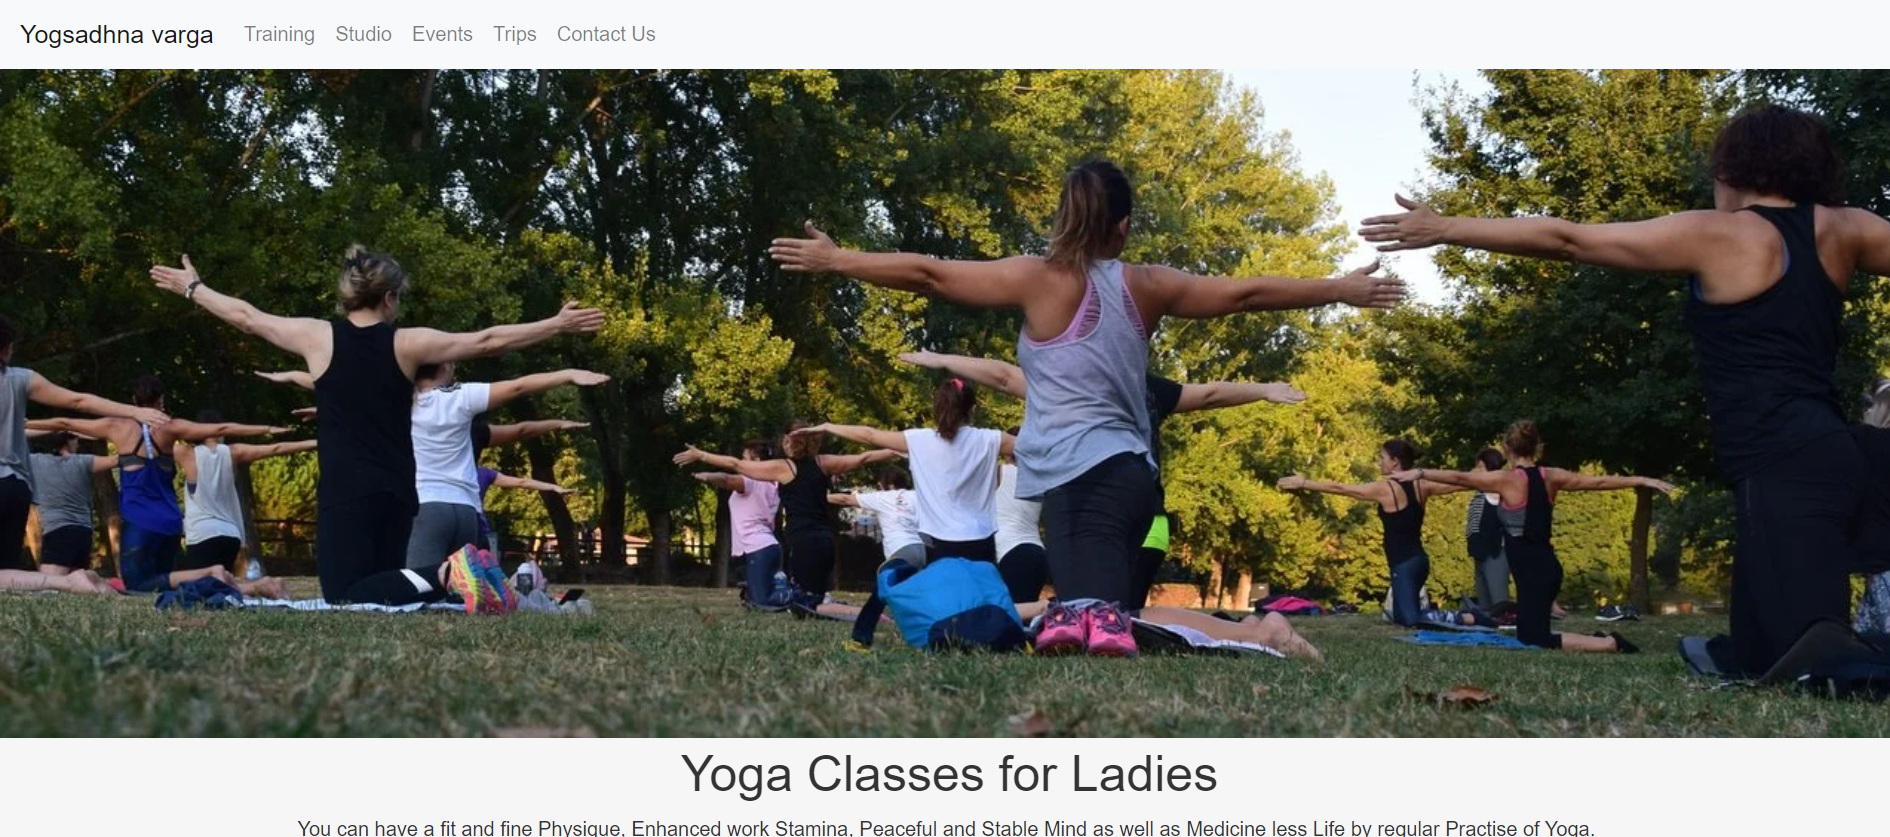 Yogsadhna varga Training Studio Events Trips Contact Us
Yoga Classes for Ladies
You can have a fit and fine Physique, Enhanced work Stamina, Peaceful and Stable Mind as well as Medicine less Life by regular Practise of Yoga.